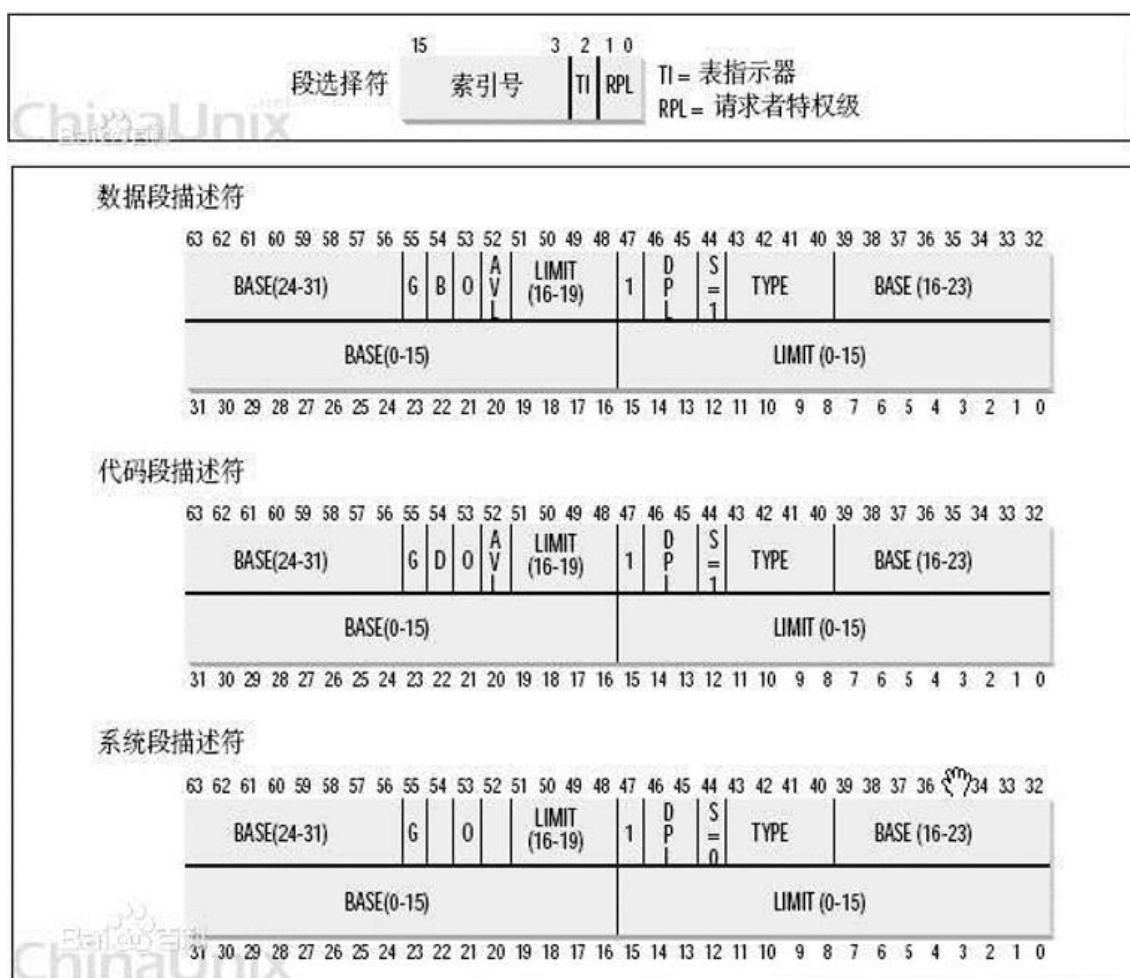 15 3 2 1 0
段选择符 索引号 TI RPL TI = 表指示器
RPL = 请求者特权级
ChinaUnix
Baidu百科
数据段描述符
63 62 61 60 59 58 57 56 55 54 53 52 51 50 49 48 47 46 45 44 43 42 41 40 39 38 37 36 35 34 33 32
BASE(24-31) G B 0 AVL LIMIT (16-19) 1 DPL S=1 TYPE BASE (16-23)
BASE(0-15) LIMIT (0-15)
31 30 29 28 27 26 25 24 23 22 21 20 19 18 17 16 15 14 13 12 11 10 9 8 7 6 5 4 3 2 1 0
代码段描述符
63 62 61 60 59 58 57 56 55 54 53 52 51 50 49 48 47 46 45 44 43 42 41 40 39 38 37 36 35 34 33 32
BASE(24-31) G D 0 AVL LIMIT (16-19) 1 DPL S=1 TYPE BASE (16-23)
BASE(0-15) LIMIT (0-15)
31 30 29 28 27 26 25 24 23 22 21 20 19 18 17 16 15 14 13 12 11 10 9 8 7 6 5 4 3 2 1 0
系统段描述符
63 62 61 60 59 58 57 56 55 54 53 52 51 50 49 48 47 46 45 44 43 42 41 40 39 38 37 36 34 33 32
BASE(24-31) G 0 LIMIT (16-19) 1 DPL S=0 TYPE BASE (16-23)
BASE(0-15) LIMIT (0-15)
Baidu百科
ChinaUnix
31 30 29 28 27 26 25 24 23 22 21 20 19 18 17 16 15 14 13 12 11 10 9 8 7 6 5 4 3 2 1 0